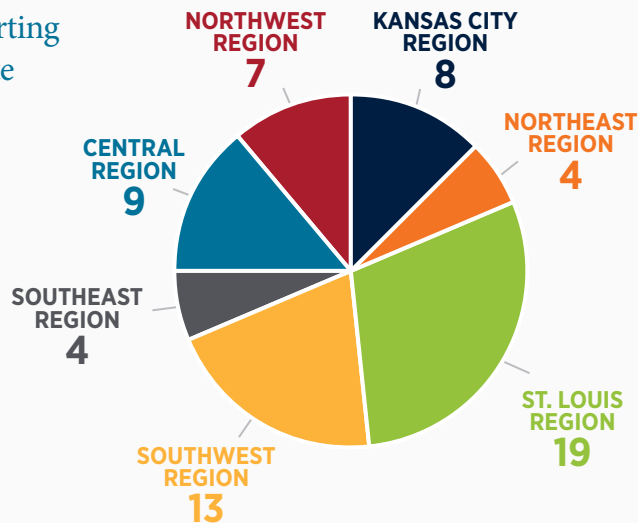 NORTHWEST
REGION
7
KANSAS CITY
REGION
8
NORTHEAST
REGION
4
CENTRAL
REGION
9
SOUTHEAST
REGION
4
ST. LOUIS
REGION
19
SOUTHWEST
REGION
13